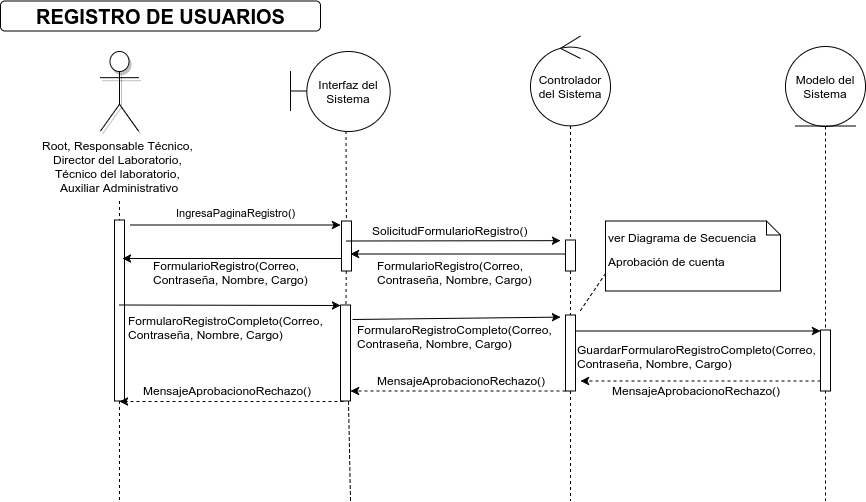 REGISTRO DE USUARIOS
Interfaz del
Sistema
Controlador
del Sistema
Modelo del
Sistema
Root, Responsable Técnico,
Director del Laboratorio,
Técnico del laboratorio,
Auxiliar Administrativo
IngresaPaginaRegistro()
SolicitudFormularioRegistro()
ver Diagrama de Secuencia
Aprobación de cuenta
FormularioRegistro(Correo,
Contraseña, Nombre, Cargo)
FormularioRegistro(Correo,
Contraseña, Nombre, Cargo)
FormularoRegistroCompleto(Correo,
Contraseña, Nombre, Cargo)
FormularoRegistroCompleto(Correo,
Contraseña, Nombre, Cargo)
GuardarFormularoRegistroCompleto(Correo,
Contraseña, Nombre, Cargo)
MensajeAprobacionoRechazo()
MensajeAprobacionoRechazo()
MensajeAprobacionoRechazo()